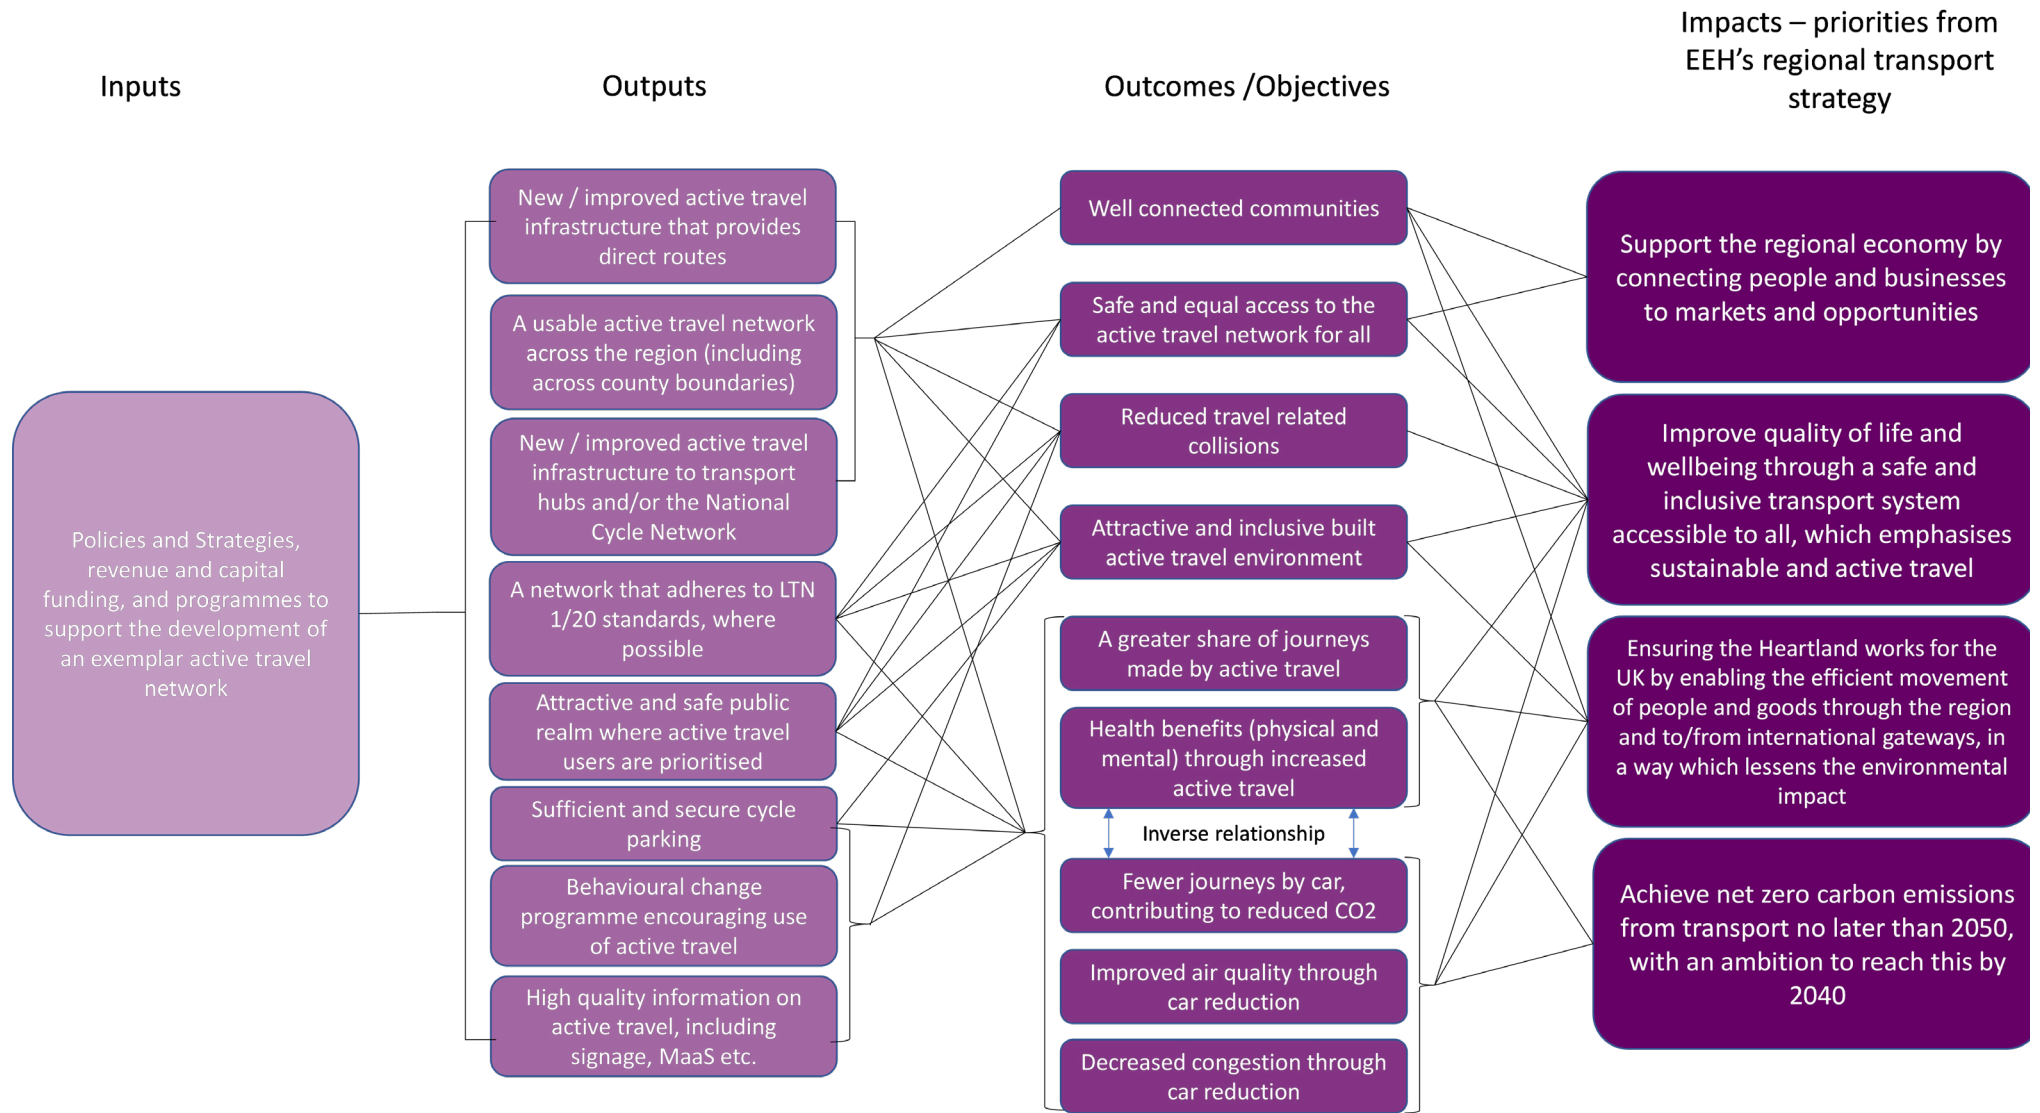 Inputs
Outputs
Outcomes /Objectives
Impacts – priorities from
EEH's regional transport
strategy
Policies and Strategies,
revenue and capital
funding, and programmes to
support the development of
an exemplar active travel
network
New / improved active travel
infrastructure that provides
direct routes
A usable active travel network
across the region (including
across county boundaries)
New / improved active travel
infrastructure to transport
hubs and/or the National
Cycle Network
A network that adheres to LTN
1/20 standards, where
possible
Attractive and safe public
realm where active travel
users are prioritised
Sufficient and secure cycle
parking
Behavioural change
programme encouraging use
of active travel
High quality information on
active travel, including
signage, MaaS etc.
Well connected communities
Safe and equal access to the
active travel network for all
Reduced travel related
collisions
Attractive and inclusive built
active travel environment
A greater share of journeys
made by active travel
Health benefits (physical and
mental) through increased
active travel
Inverse relationship
Fewer journeys by car,
contributing to reduced CO2
Improved air quality through
car reduction
Decreased congestion through
car reduction
Support the regional economy by
connecting people and businesses
to markets and opportunities
Improve quality of life and
wellbeing through a safe and
inclusive transport system
accessible to all, which emphasises
sustainable and active travel
Ensuring the Heartland works for the
UK by enabling the efficient movement
of people and goods through the region
and to/from international gateways, in
a way which lessens the environmental
impact
Achieve net zero carbon emissions
from transport no later than 2050,
with an ambition to reach this by
2040